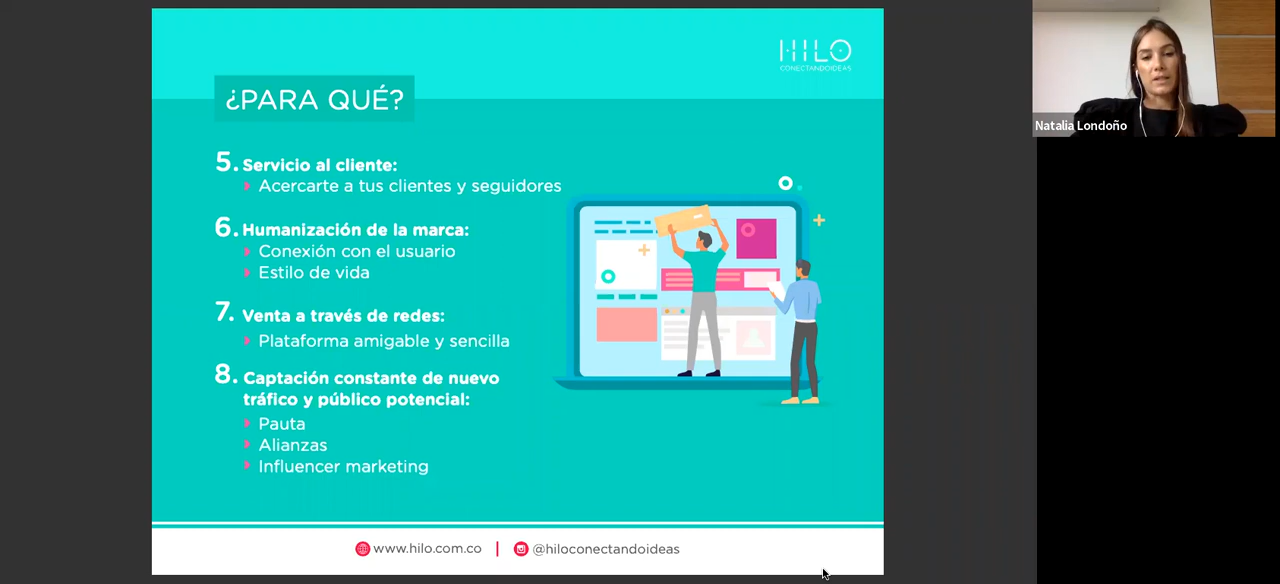 HILO
CONECTANDOIDEAS
¿PARA QUÉ?
5. Servicio al cliente:
Acercarte a tus clientes y seguidores
6. Humanización de la marca:
Conexión con el usuario
Estilo de vida
7. Venta a través de redes:
Plataforma amigable y sencilla
8. Captación constante de nuevo
tráfico y público potencial:
Pauta
Alianzas
Influencer marketing
www.hilo.com.co | @hiloconectandoideas
Natalia Londoño